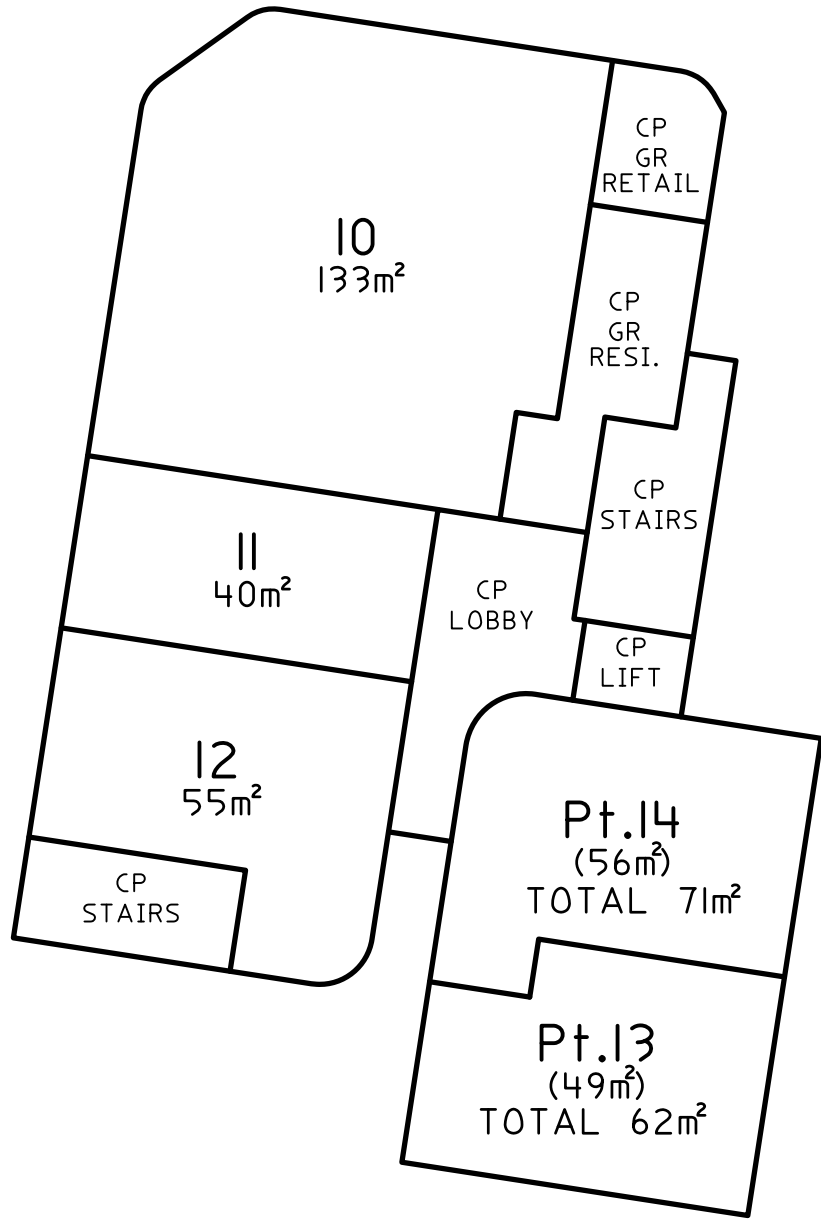 CP
GR
RETAIL
10
133m²
CP
GR
RESI.
CP
STAIRS
11
40m²
CP
LOBBY
CP
LIFT
12
55m²
Pt.14
(56m²)
TOTAL 71m²
CP
STAIRS
Pt.13
(49m²)
TOTAL 62m²